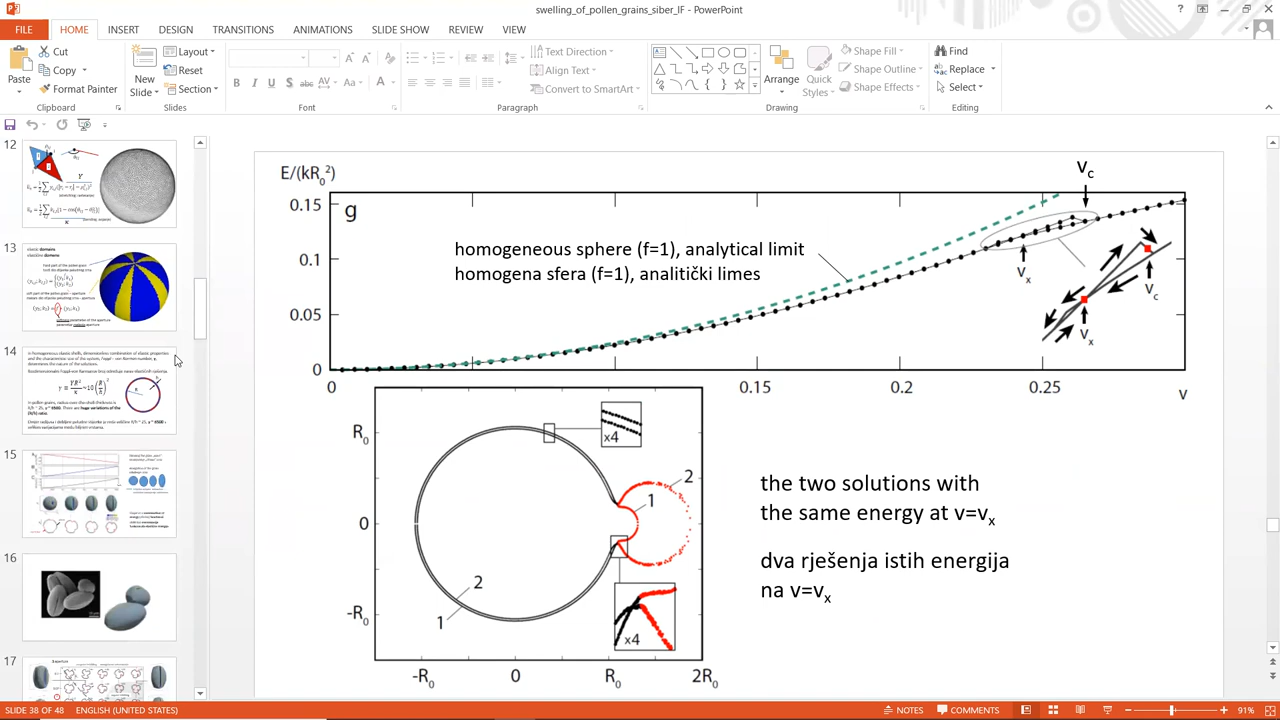 swelling_of_pollen_grains_siber_IF - PowerPoint
FILE HOME INSERT DESIGN TRANSITIONS ANIMATIONS SLIDE SHOW REVIEW VIEW
Paste
Cut
Copy
Format Painter
Clipboard
New
Slide
Layout
Reset
Section
Slides
B I U S abc AV Aa A
Font
Text Direction
Align Text
Convert to SmartArt
Paragraph
Arrange
Quick
Styles
Shape Fill
Shape Outline
Shape Effects
Drawing
Find
Replace
Select
Editing
12
13
14
15
16
17
E/(kR0²)
0.15
0.1
0.05
0
g
homogeneous sphere (f=1), analytical limit
homogena sfera (f=1), analitički limes
Vc
Vx
Vc
Vx
0 0.15 0.2 0.25 v
R0
0
-R0
x4
2
1
2
1
x4
-R0 0 R0 2R0
the two solutions with
the same energy at v=vx
dva rješenja istih energija
na v=vx
SLIDE 38 OF 48 ENGLISH (UNITED STATES) NOTES COMMENTS 91%